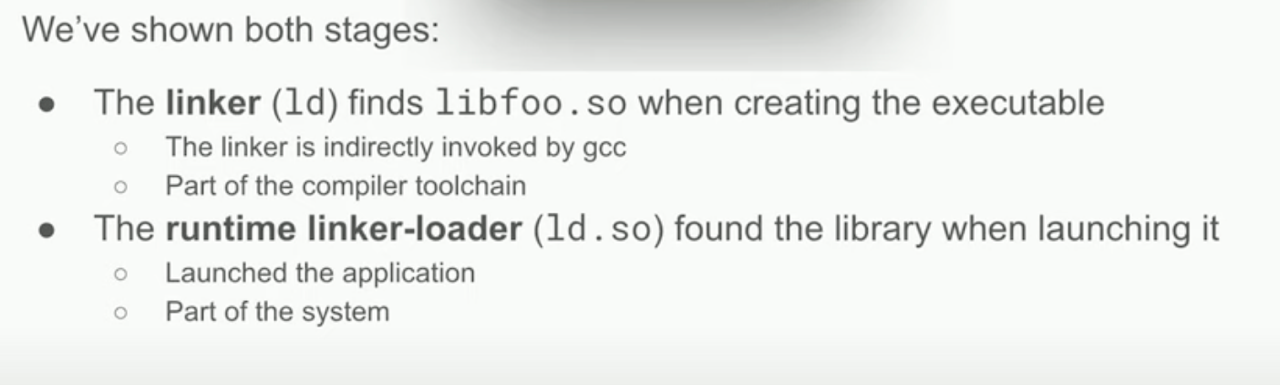 We’ve shown both stages:
● The linker (ld) finds libfoo.so when creating the executable
○ The linker is indirectly invoked by gcc
○ Part of the compiler toolchain
● The runtime linker-loader (ld.so) found the library when launching it
○ Launched the application
○ Part of the system